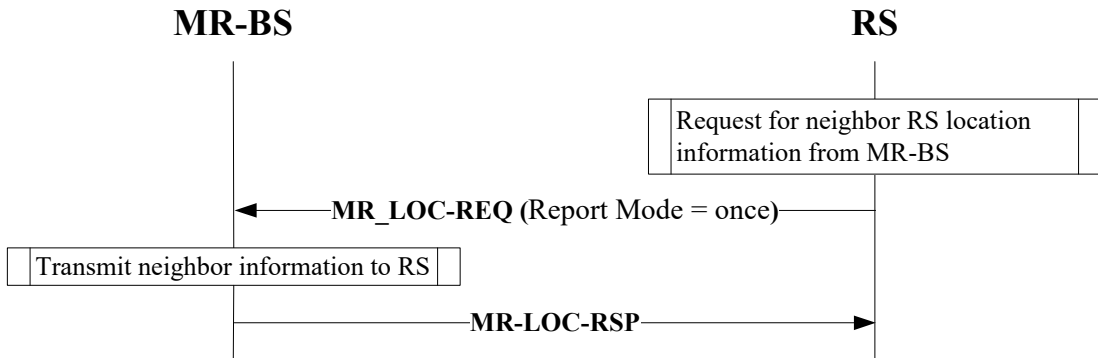 MR-BS
RS
Request for neighbor RS location
information from MR-BS
MR_LOC-REQ (Report Mode = once)
Transmit neighbor information to RS
MR-LOC-RSP